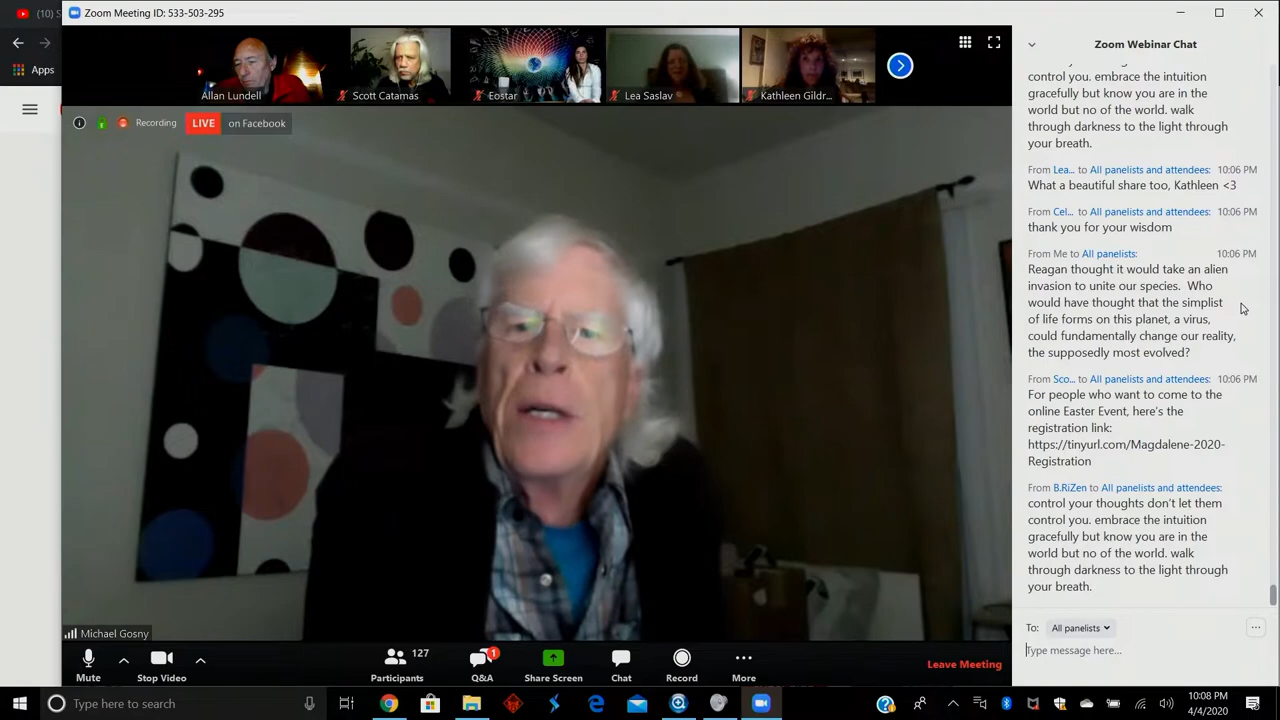 (10) S
Zoom Meeting ID: 533-503-295
Apps
Allan Lundell
Scott Catamas
Eostar
Lea Saslav
Kathleen Gildr...
Recording
LIVE
on Facebook
Michael Gosny
Zoom Webinar Chat
control you. embrace the intuition
gracefully but know you are in the
world but no of the world. walk
through darkness to the light through
your breath.
From Lea... to All panelists and attendees: 10:06 PM
What a beautiful share too, Kathleen <3
From Cel... to All panelists and attendees: 10:06 PM
thank you for your wisdom
From Me to All panelists: 10:06 PM
Reagan thought it would take an alien
invasion to unite our species.  Who
would have thought that the simplist
of life forms on this planet, a virus,
could fundamentally change our reality,
the supposedly most evolved?
From Sco... to All panelists and attendees: 10:06 PM
For people who want to come to the
online Easter Event, here's the
registration link:
https://tinyurl.com/Magdalene-2020-
Registration
From B.RiZen to All panelists and attendees:
control your thoughts don't let them
control you. embrace the intuition
gracefully but know you are in the
world but no of the world. walk
through darkness to the light through
your breath.
To: All panelists
Type message here...
Mute
Stop Video
127
Participants
1
Q&A
Share Screen
Chat
Record
More
Leave Meeting
Type here to search
10:08 PM
4/4/2020